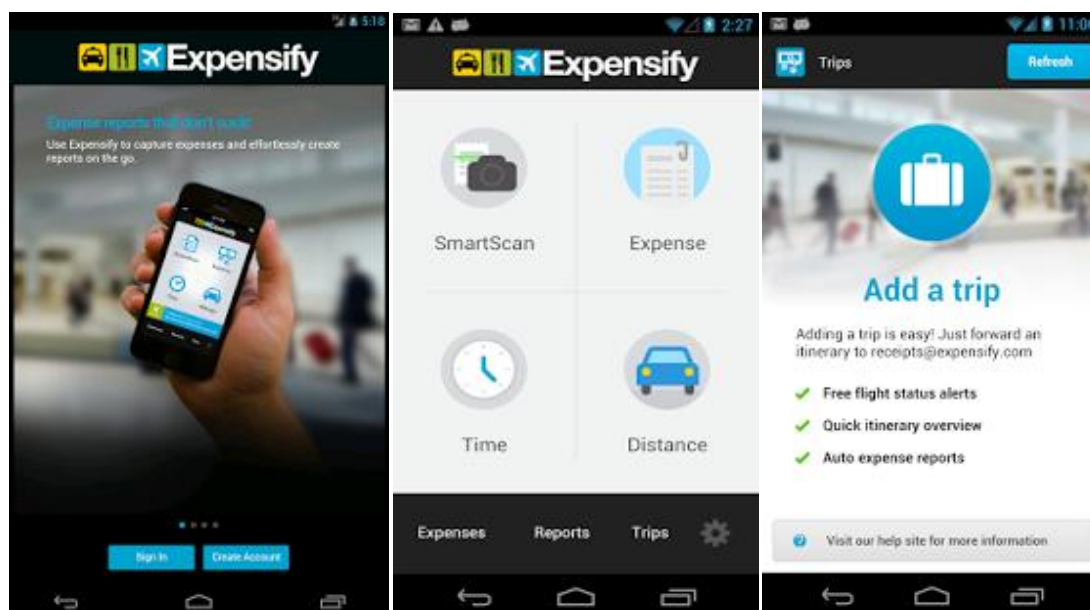 5:18
Expensify
Expense reports that don't suck!
Use Expensify to capture expenses and effortlessly create
reports on the go.
Sign In
Create Account
2:27
Expensify
SmartScan
Expense
Time
Distance
Expenses
Reports
Trips
Trips
Refresh
Add a trip
Adding a trip is easy! Just forward an
itinerary to receipts@expensify.com
Free flight status alerts
Quick itinerary overview
Auto expense reports
Visit our help site for more information